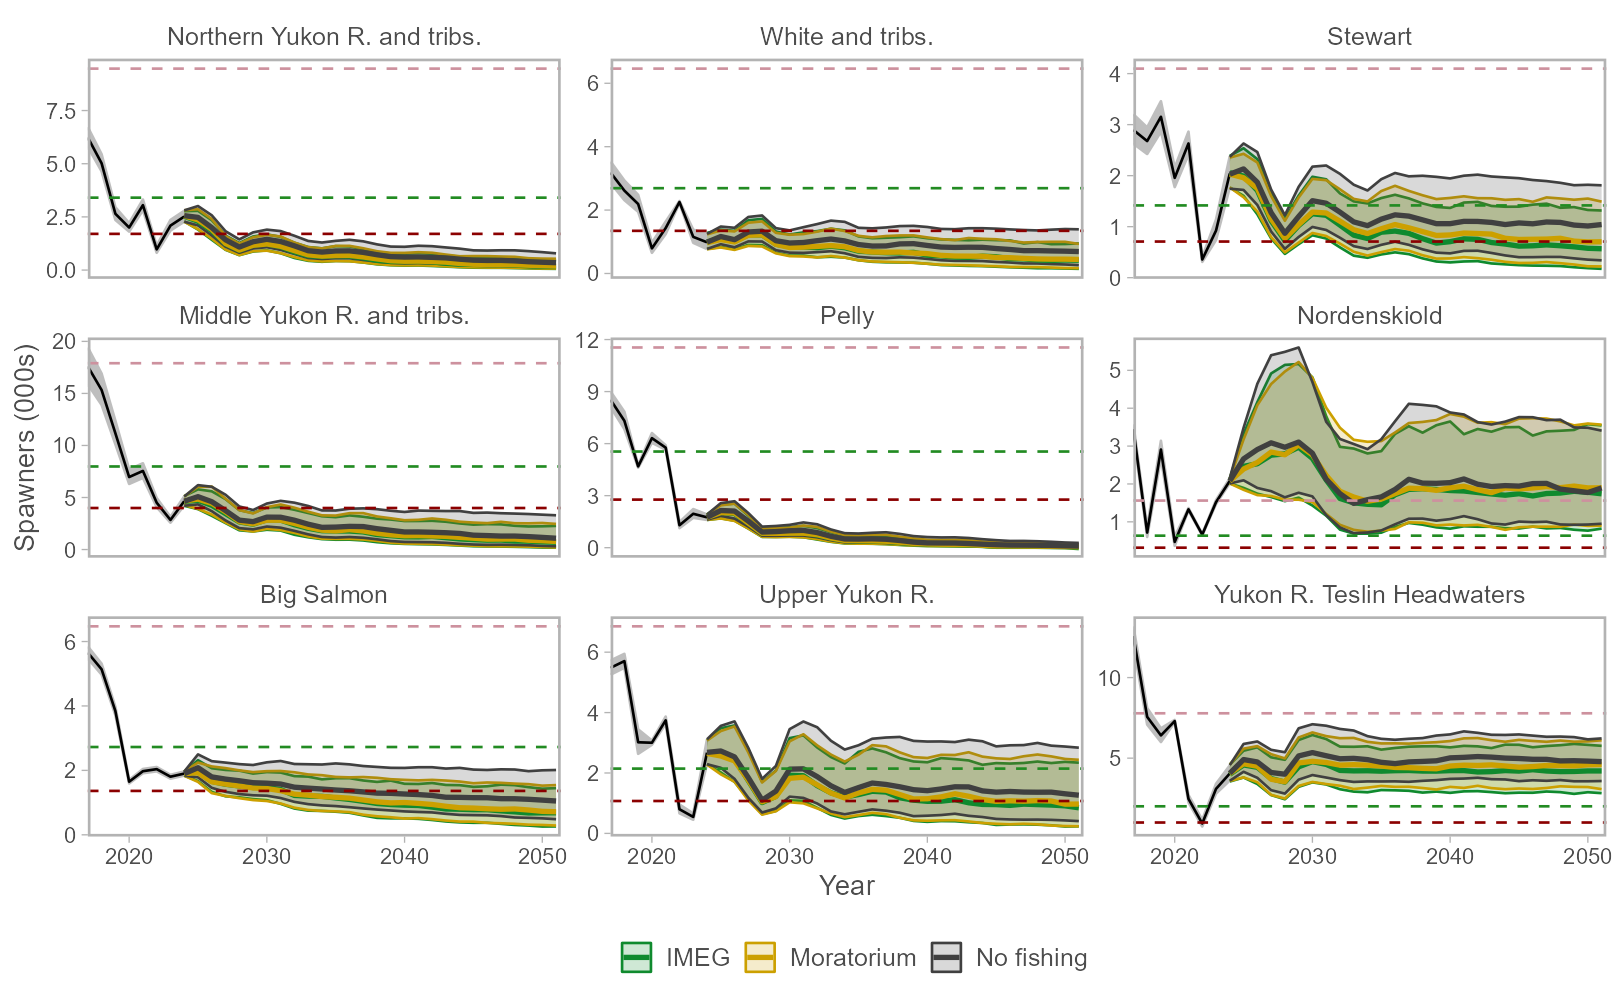 Northern Yukon R. and tribs.
White and tribs.
Stewart
7.5
5.0
2.5
0.0
6
4
2
0
4
3
2
1
0
Middle Yukon R. and tribs.
Pelly
Nordenskiold
20
15
10
5
0
12
9
6
3
0
5
4
3
2
1
Spawners (000s)
Big Salmon
Upper Yukon R.
Yukon R. Teslin Headwaters
6
4
2
0
6
4
2
0
10
5
2020 2030 2040 2050
2020 2030 2040 2050
2020 2030 2040 2050
Year
IMEG Moratorium No fishing